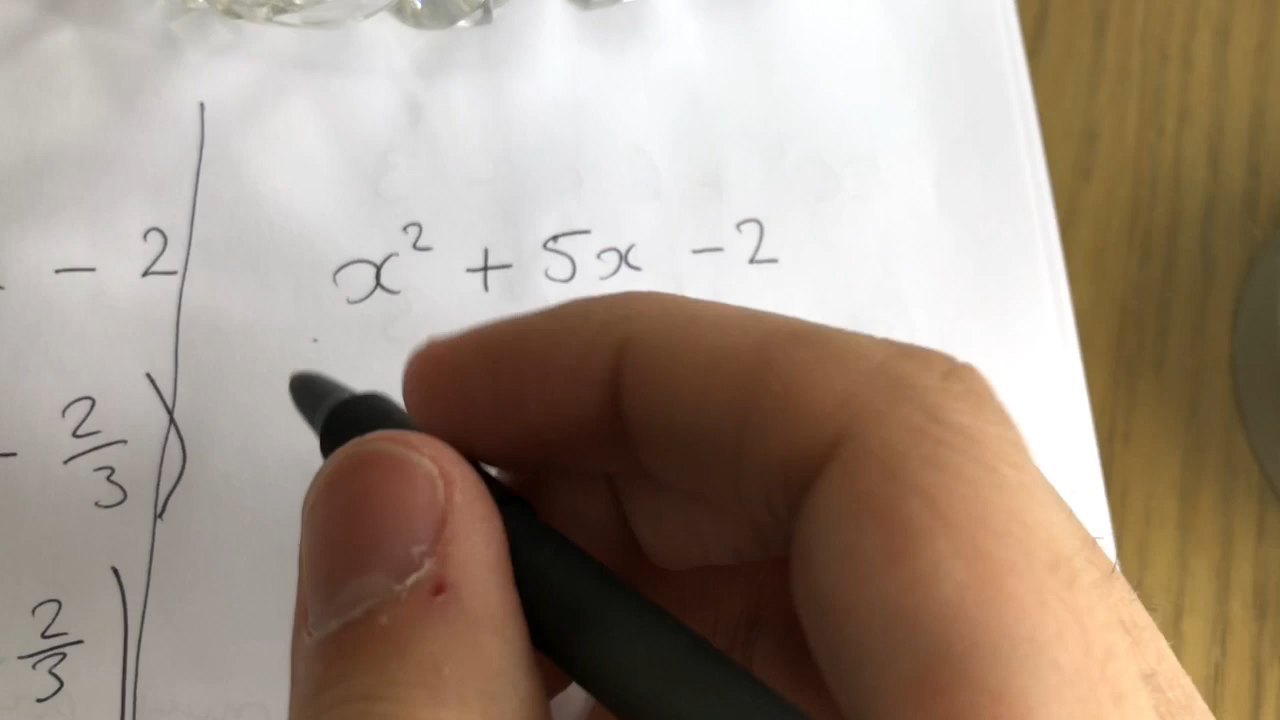 - 2
x² + 5x - 2
- 2/3 )
2/3